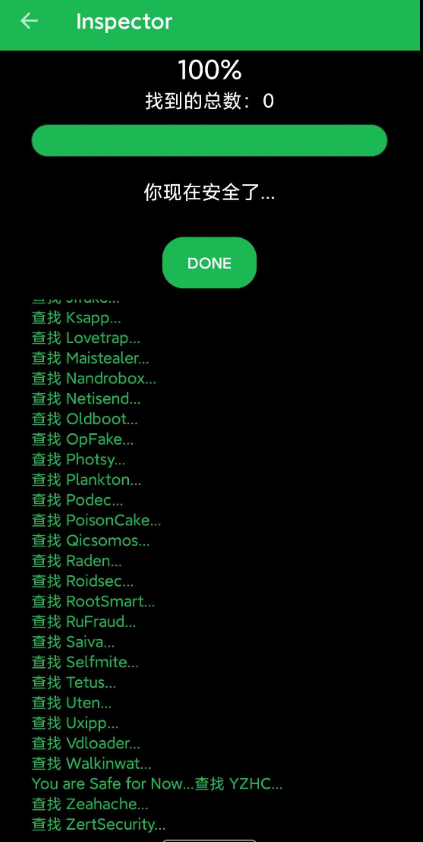 Inspector
100%
找到的总数：0
你现在安全了...
DONE
查找
查找 Ksapp...
查找 Lovetrap...
查找 Maistealer...
查找 Nandrobox...
查找 Netisend...
查找 Oldboot...
查找 OpFake...
查找 Photsy...
查找 Plankton...
查找 Podec...
查找 PoisonCake...
查找 Qicsomos...
查找 Raden...
查找 Roidsec...
查找 RootSmart...
查找 RuFraud...
查找 Saiva...
查找 Selfmite...
查找 Tetus...
查找 Uten...
查找 Uxipp...
查找 Vdloader...
查找 Walkinwat...
You are Safe for Now...查找 YZHC...
查找 Zeahache...
查找 ZertSecurity...